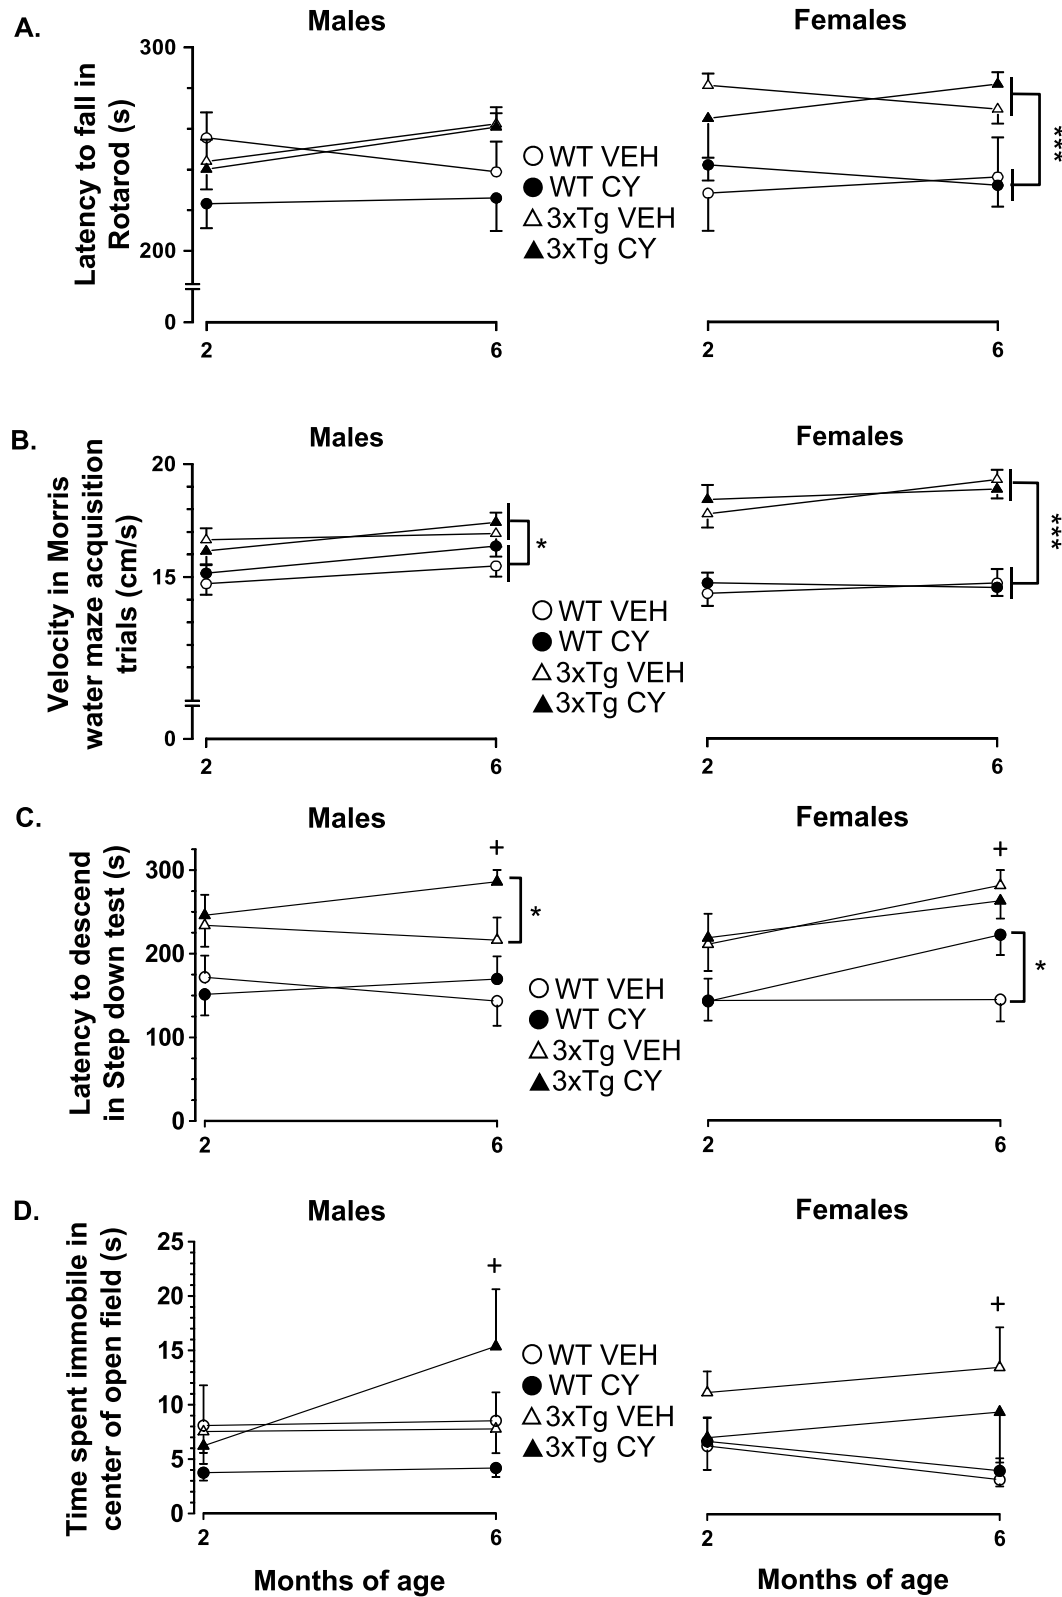 A.
Males
Females
Latency to fall in
Rotarod (s)
300
200
0
WT VEH
WT CY
3xTg VEH
3xTg CY
***
2
6
2
6
B.
Males
Females
Velocity in Morris
water maze acquisition
trials (cm/s)
20
15
0
*
WT VEH
WT CY
3xTg VEH
3xTg CY
***
2
6
2
6
C.
Males
Females
Latency to descend
in Step down test (s)
300
200
100
0
+
*
WT VEH
WT CY
3xTg VEH
3xTg CY
+
*
2
6
2
6
D.
Males
Females
Time spent immobile in
center of open field (s)
25
20
15
10
5
0
+
WT VEH
WT CY
3xTg VEH
3xTg CY
+
2
6
2
6
Months of age
Months of age